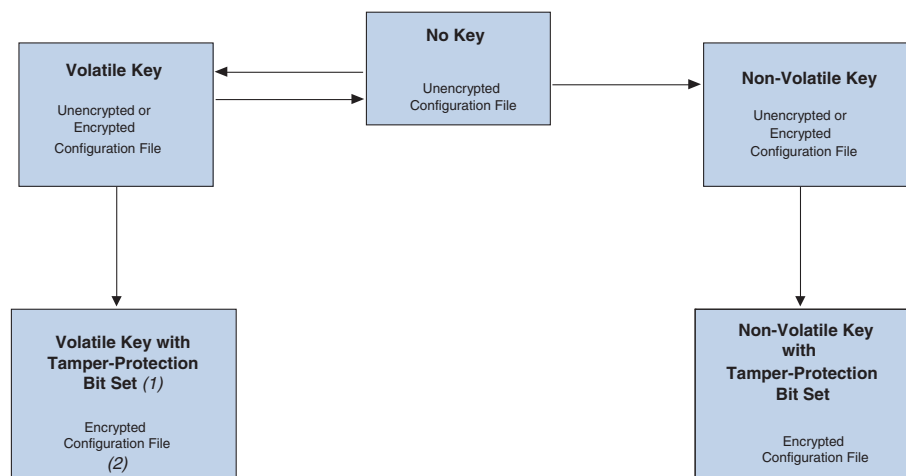 No Key
Unencrypted
Configuration File
Volatile Key
Unencrypted or
Encrypted
Configuration File
Non-Volatile Key
Unencrypted or
Encrypted
Configuration File
Volatile Key with
Tamper-Protection
Bit Set (1)
Encrypted
Configuration File
(2)
Non-Volatile Key
with
Tamper-Protection
Bit Set
Encrypted
Configuration File